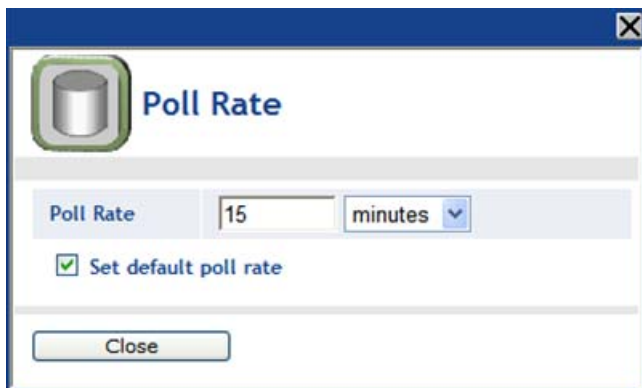 Poll Rate
Poll Rate 15 minutes
Set default poll rate
Close